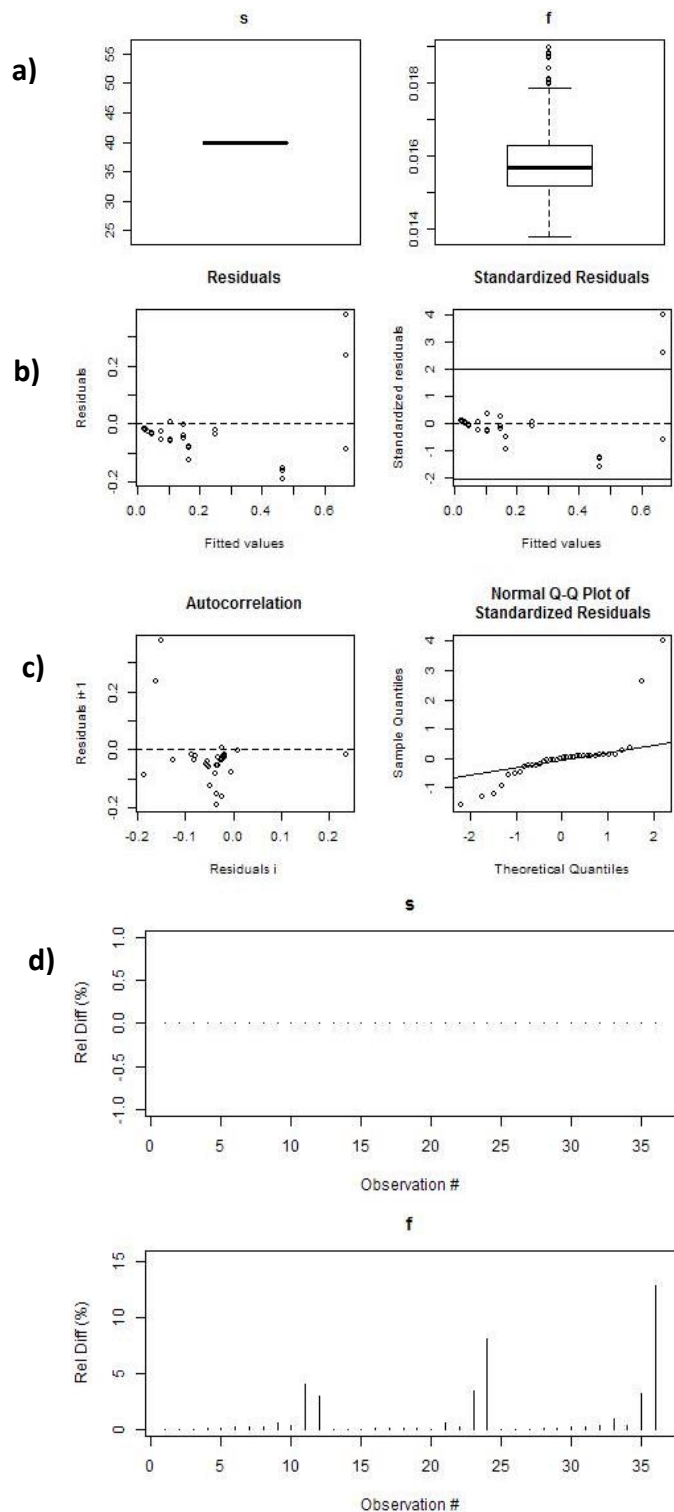 a)
s
25 30 35 40 45 50 55
f
0.014 0.016 0.018
b)
Residuals
Residuals
-0.2 0.0 0.2
0.0 0.2 0.4 0.6
Fitted values
Standardized Residuals
Standardized residuals
-2 -1 0 1 2 3 4
0.0 0.2 0.4 0.6
Fitted values
c)
Autocorrelation
Residuals i+1
-0.2 0.0 0.2
-0.2 -0.1 0.0 0.1 0.2
Residuals i
Normal Q-Q Plot of
Standardized Residuals
Sample Quantiles
-1 0 1 2 3 4
-2 -1 0 1 2
Theoretical Quantiles
d)
s
Rel Diff (%)
-1.0 -0.5 0.0 0.5 1.0
0 5 10 15 20 25 30 35
Observation #
f
Rel Diff (%)
0 5 10 15
0 5 10 15 20 25 30 35
Observation #